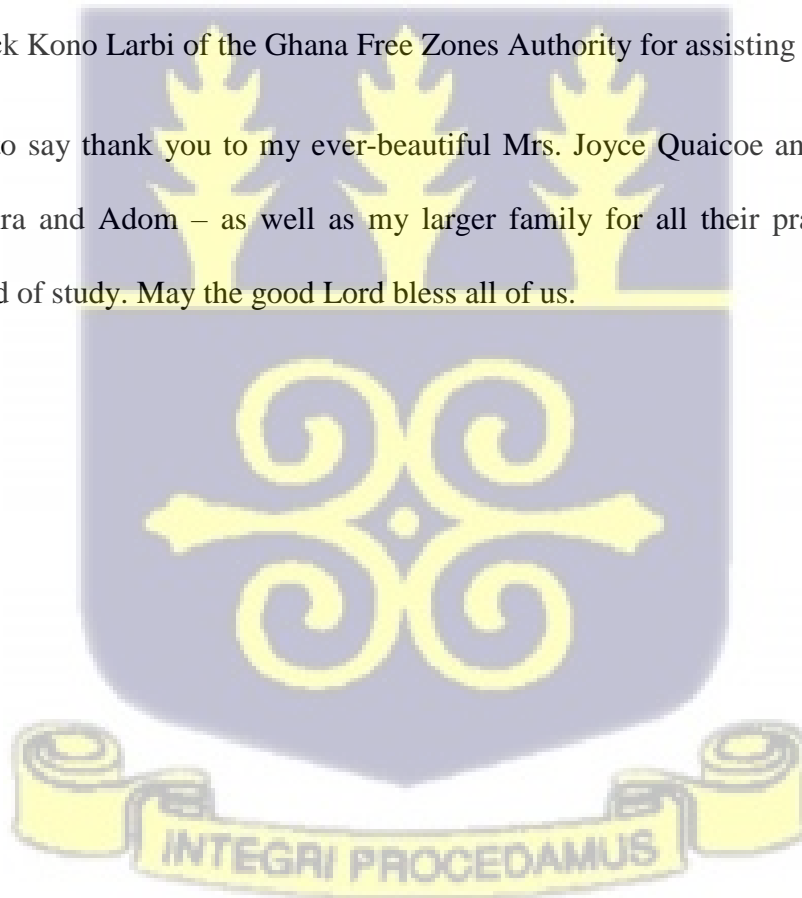 ck Kono Larbi of the Ghana Free Zones Authority for assisting
to say thank you to my ever-beautiful Mrs. Joyce Quaicoe an
ra and Adom – as well as my larger family for all their pra
d of study. May the good Lord bless all of us.
INTEGRI PROCEDAMUS